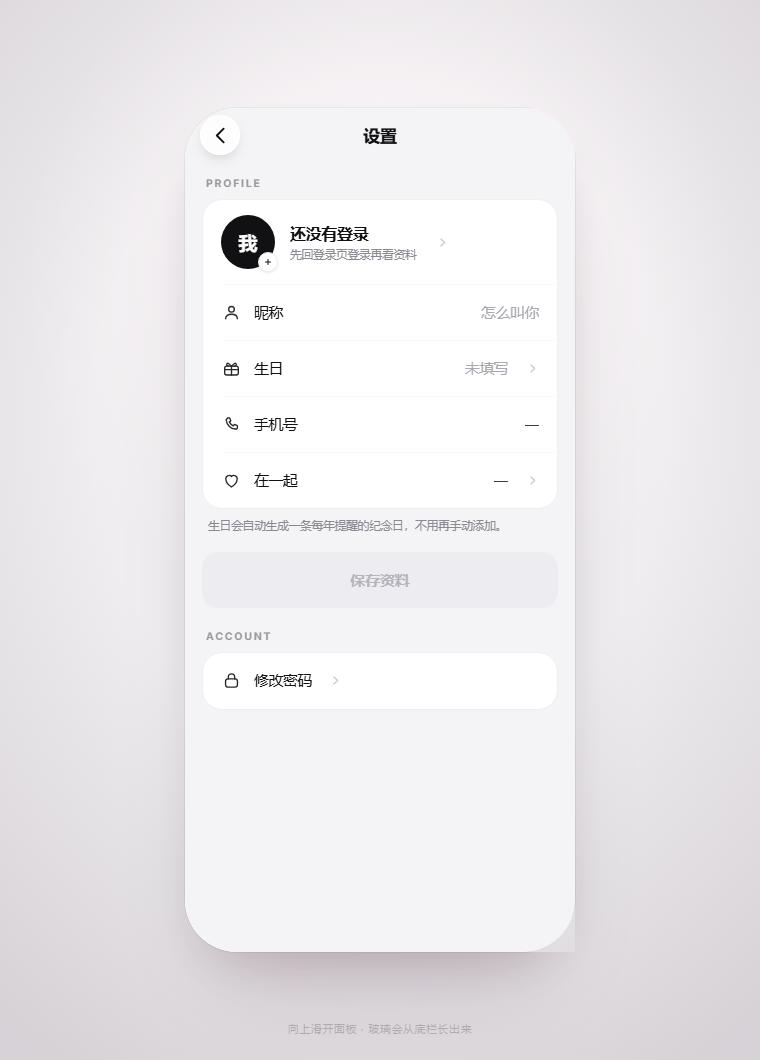 设置
PROFILE
我
还没有登录
先回登录页登录再看资料
昵称 怎么叫你
生日 未填写
手机号 —
在一起 —
生日会自动生成一条每年提醒的纪念日，不用再手动添加。
保存资料
ACCOUNT
修改密码
向上滑开面板 · 玻璃会从底栏长出来